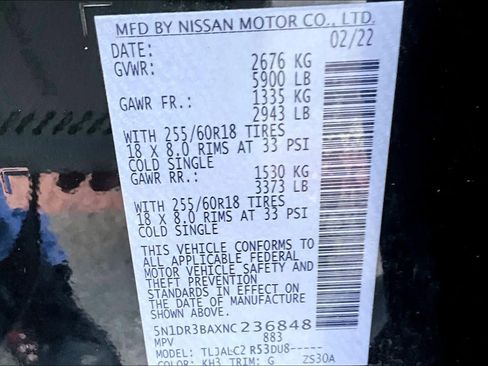 MFD BY NISSAN MOTOR CO., LTD.
DATE: 02/22
GVWR: 2676 KG
5900 LB
GAWR FR.: 1335 KG
2943 LB
WITH 255/60R18 TIRES
18 X 8.0 RIMS AT 33 PSI
COLD SINGLE
GAWR RR.: 1530 KG
3373 LB
WITH 255/60R18 TIRES
18 X 8.0 RIMS AT 33 PSI
COLD SINGLE
THIS VEHICLE CONFORMS TO
ALL APPLICABLE FEDERAL
MOTOR VEHICLE SAFETY AND
THEFT PREVENTION
STANDARDS IN EFFECT ON
THE DATE OF MANUFACTURE
SHOWN ABOVE.
5N1DR3BAXNC236848
MPV 883
MODEL: TLJALC2 R53DU8-----
COLOR: KH3 TRIM: G ZS30A